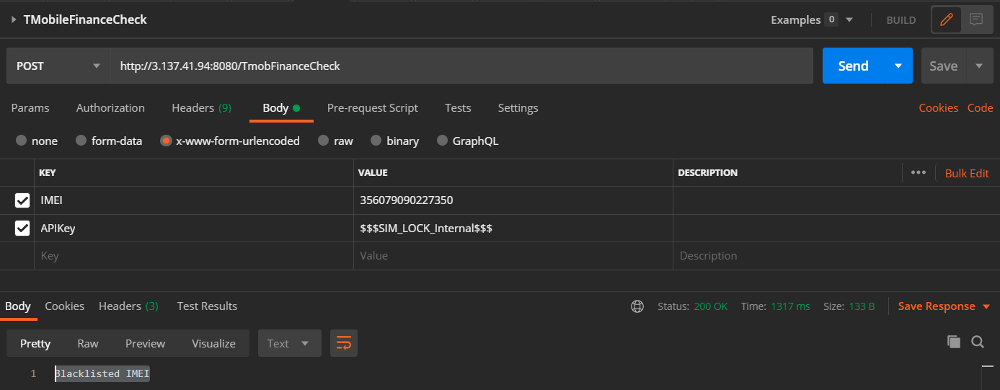 TMobileFinanceCheck Examples 0 BUILD
POST http://3.137.41.94:8080/TmobFinanceCheck Send Save
Params Authorization Headers (9) Body Pre-request Script Tests Settings Cookies Code
none form-data x-www-form-urlencoded raw binary GraphQL
KEY VALUE DESCRIPTION ••• Bulk Edit
IMEI 356079090227350
APIKey $$$SIM_LOCK_Internal$$$
Key Value Description
Body Cookies Headers (3) Test Results Status: 200 OK Time: 1317 ms Size: 133 B Save Response
Pretty Raw Preview Visualize Text
1 Blacklisted IMEI